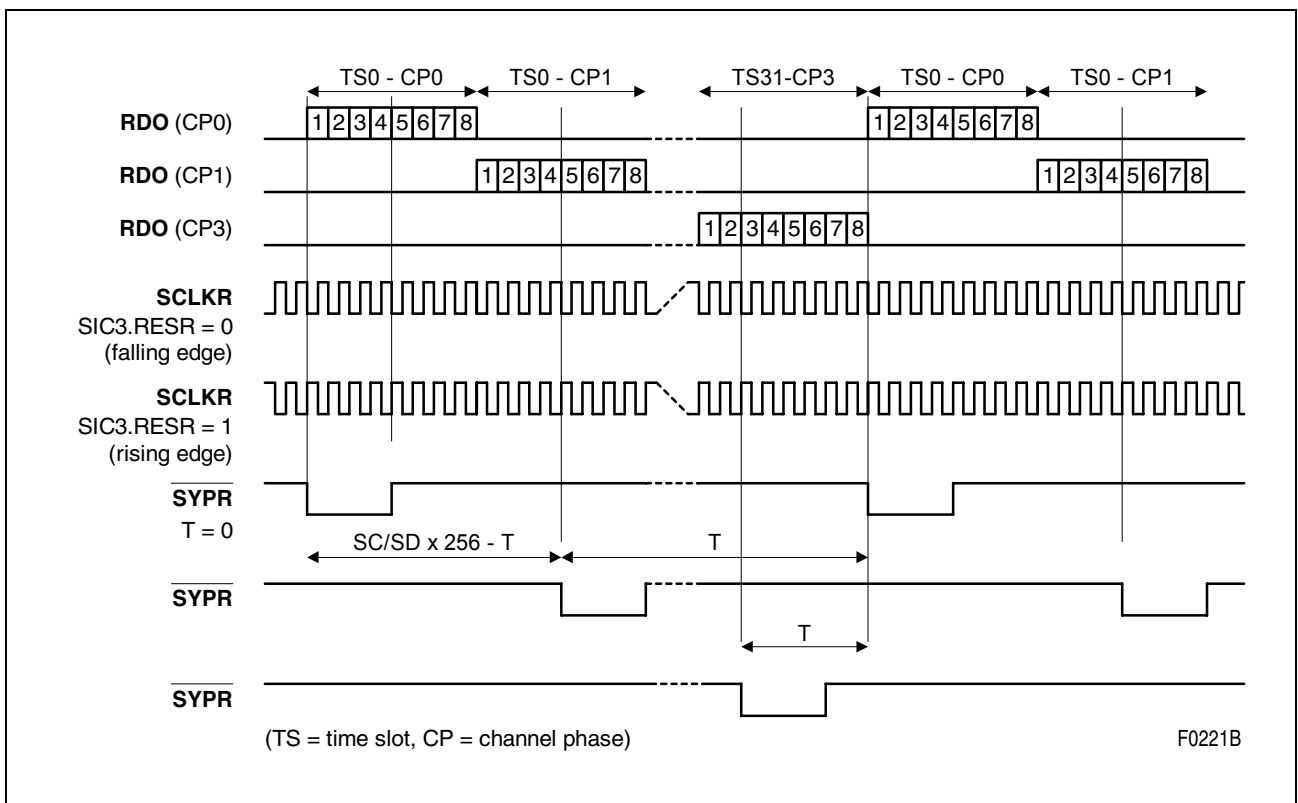 TS0 - CP0 TS0 - CP1 TS31-CP3 TS0 - CP0 TS0 - CP1
RDO (CP0) 1 2 3 4 5 6 7 8 1 2 3 4 5 6 7 8
RDO (CP1) 1 2 3 4 5 6 7 8 1 2 3 4 5 6 7 8
RDO (CP3) 1 2 3 4 5 6 7 8
SCLKR
SIC3.RESR = 0
(falling edge)
SCLKR
SIC3.RESR = 1
(rising edge)
SYPR
T = 0
SC/SD x 256 - T T
SYPR
T
SYPR
(TS = time slot, CP = channel phase) F0221B